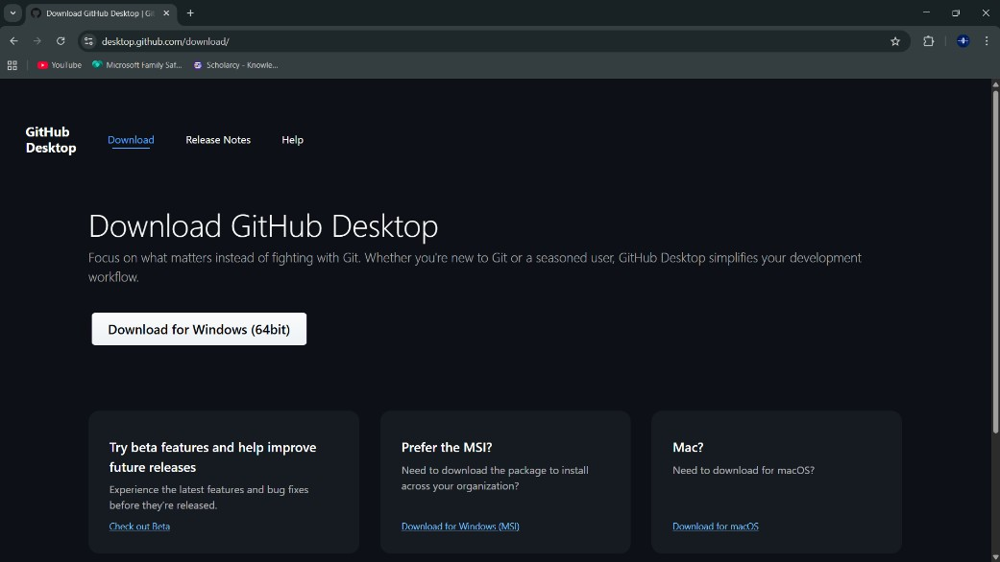 Download GitHub Desktop | Git
desktop.github.com/download/
YouTube
Microsoft Family Saf...
Scholarcy - Knowle...
GitHub
Desktop
Download
Release Notes
Help
Download GitHub Desktop
Focus on what matters instead of fighting with Git. Whether you're new to Git or a seasoned user, GitHub Desktop simplifies your development
workflow.
Download for Windows (64bit)
Try beta features and help improve
future releases
Experience the latest features and bug fixes
before they're released.
Check out Beta
Prefer the MSI?
Need to download the package to install
across your organization?
Download for Windows (MSI)
Mac?
Need to download for macOS?
Download for macOS